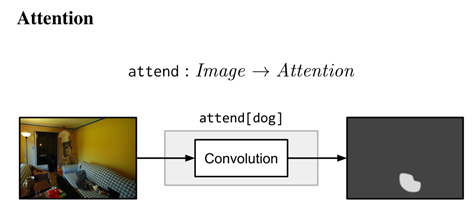 Attention
attend : Image → Attention
attend[dog]
Convolution